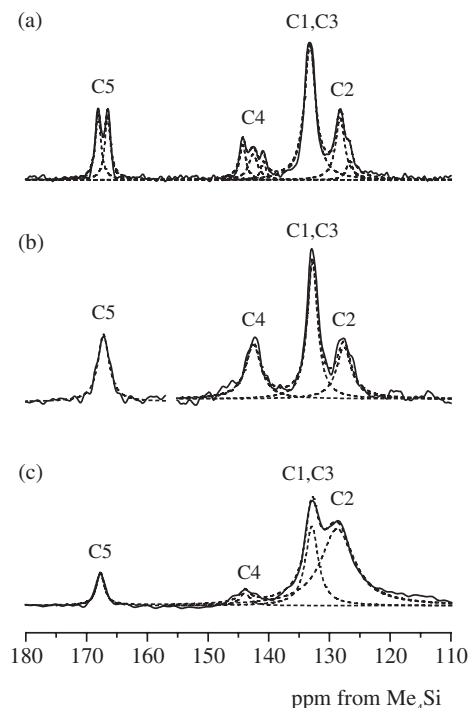 (a)
C1,C3
C5
C4
C2
(b)
C1,C3
C5
C4
C2
(c)
C1,C3
C2
C5
C4
180 170 160 150 140 130 120 110
ppm from Me₄Si